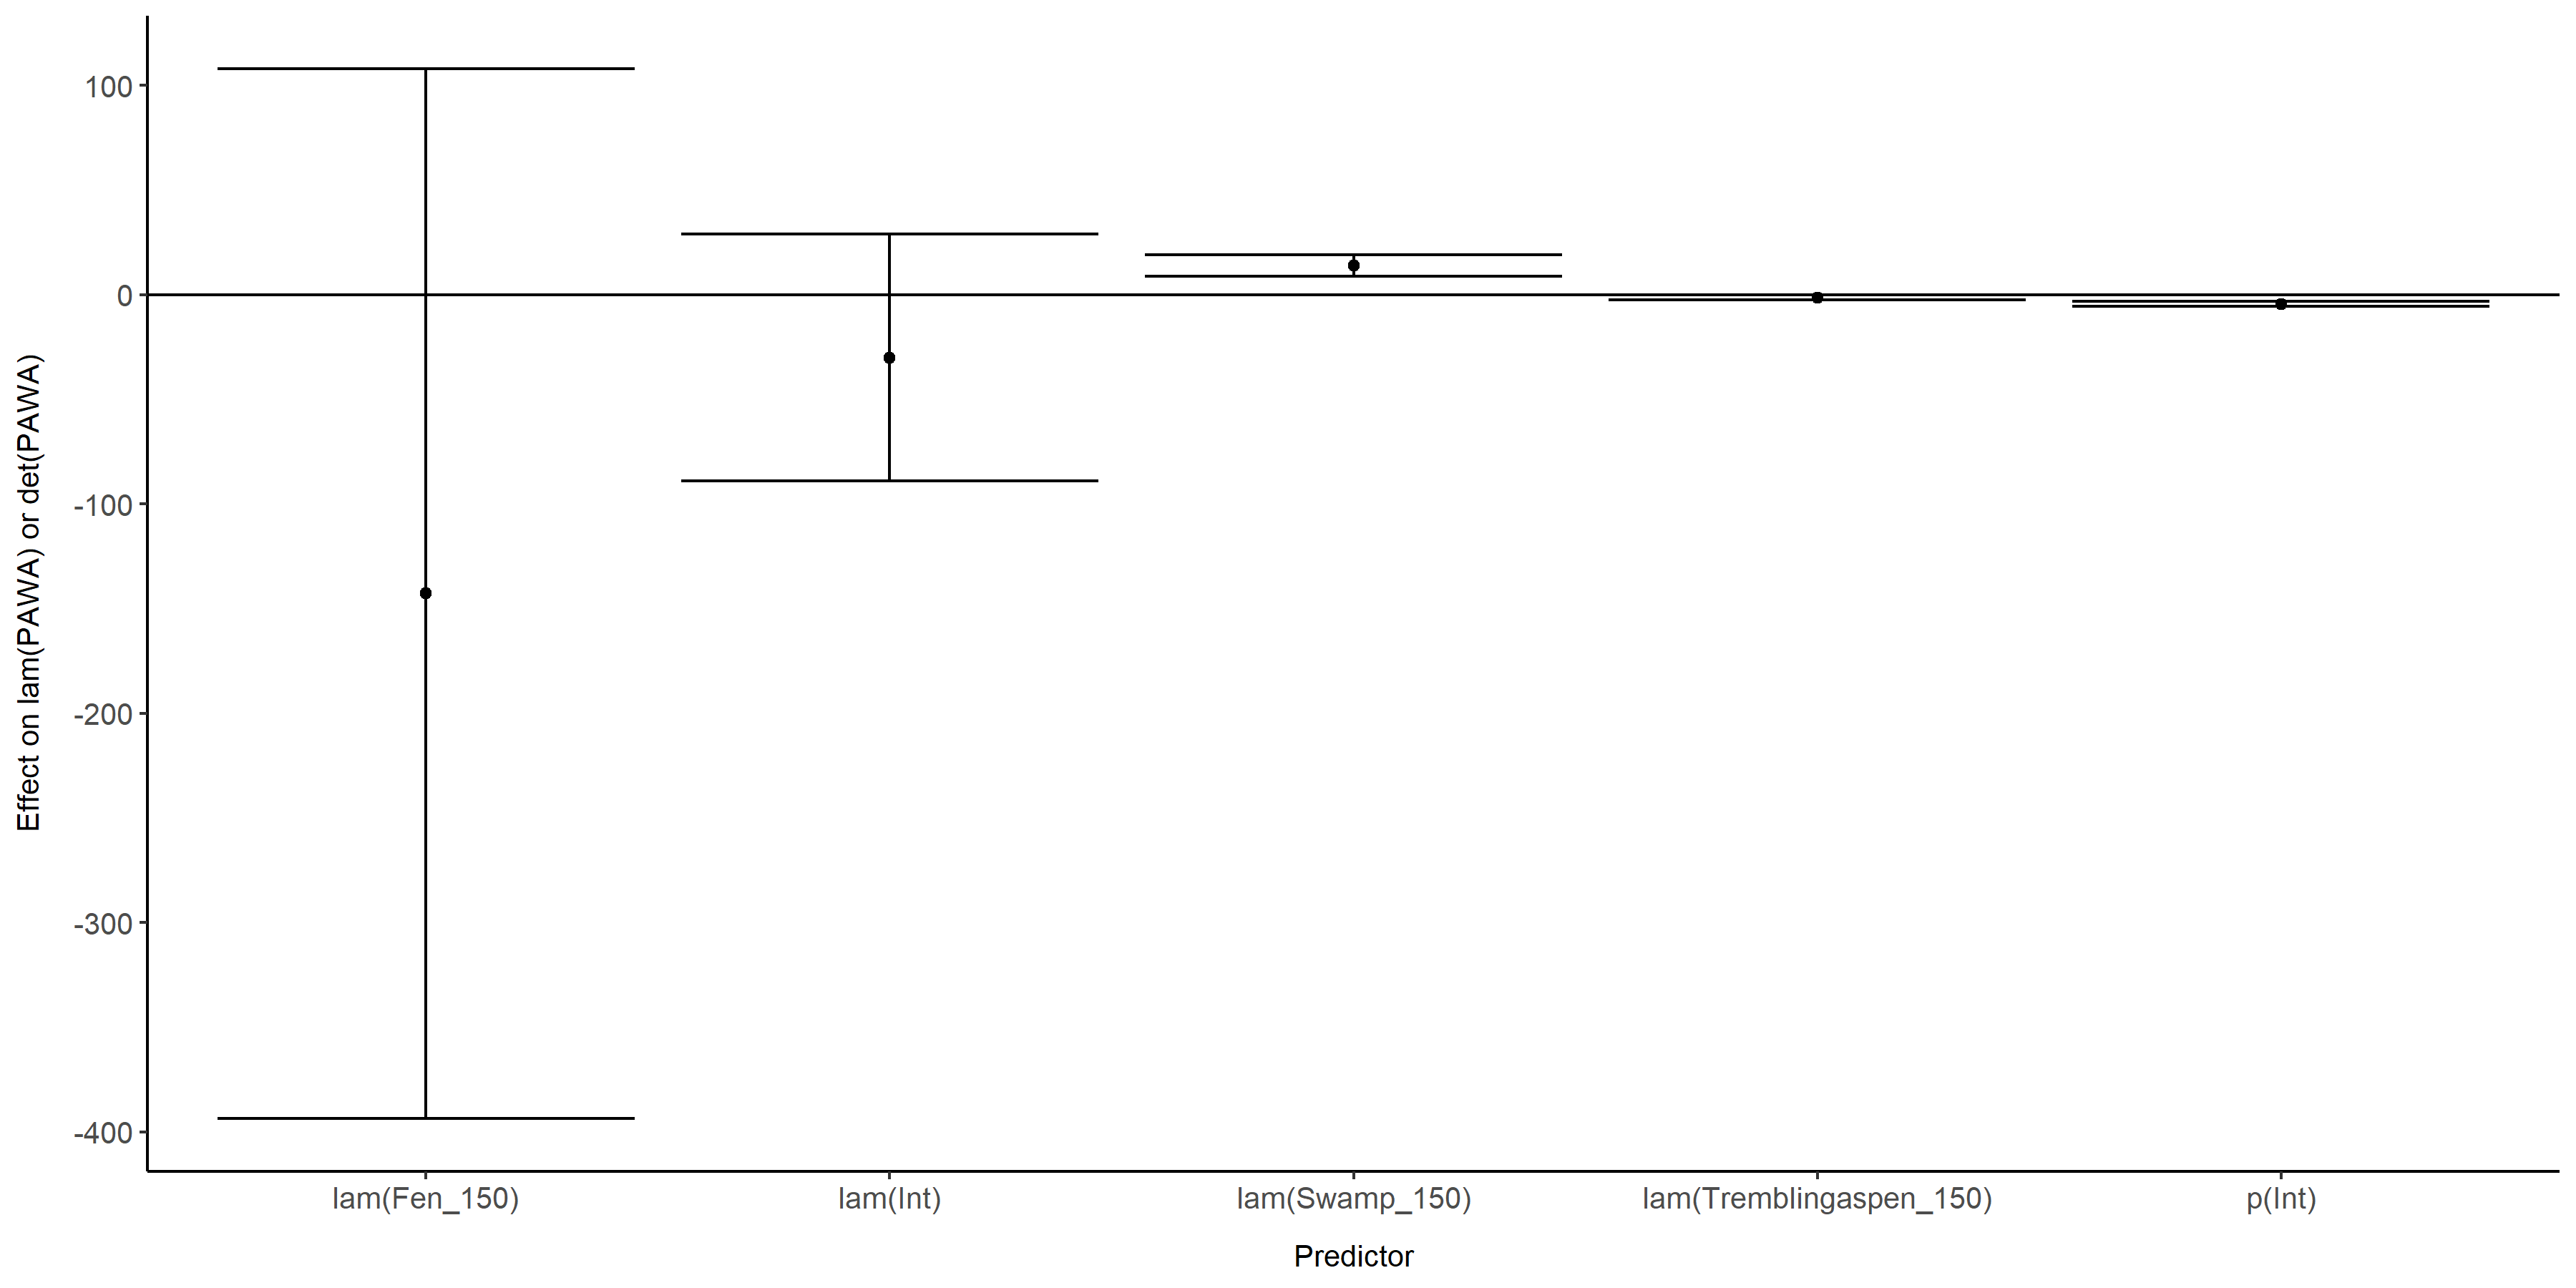 Effect on lam(PAWA) or det(PAWA)
100
0
-100
-200
-300
-400
lam(Fen_150)
lam(Int)
lam(Swamp_150)
lam(Tremblingaspen_150)
p(Int)
Predictor